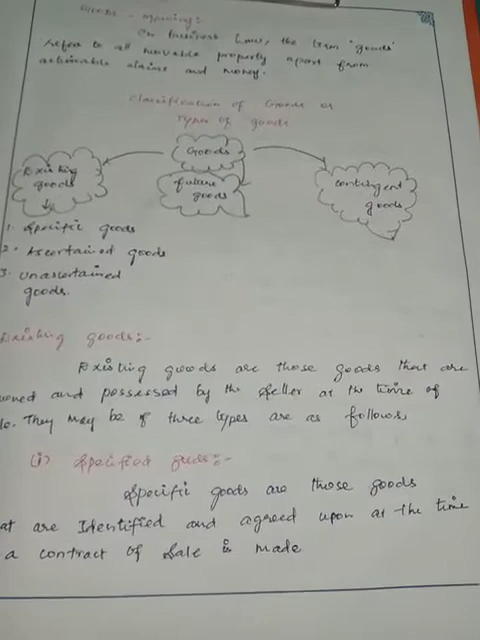 Goods - meaning:
In business law, the term 'goods'
refers to all movable property apart from
actionable claims and money.
Classification of Goods or
Types of goods
Goods
Existing
goods
future
goods
contingent
goods
1. Specific goods
2. Ascertained goods
3. Unascertained
goods.
Existing goods:-
Existing goods are those goods that are
owned and possessed by the seller at the time of
le. They may be of three types are as follows,
(i) Specified goods:-
Specific goods are those goods
at are Identified and agreed upon at the time
a contract of sale is made